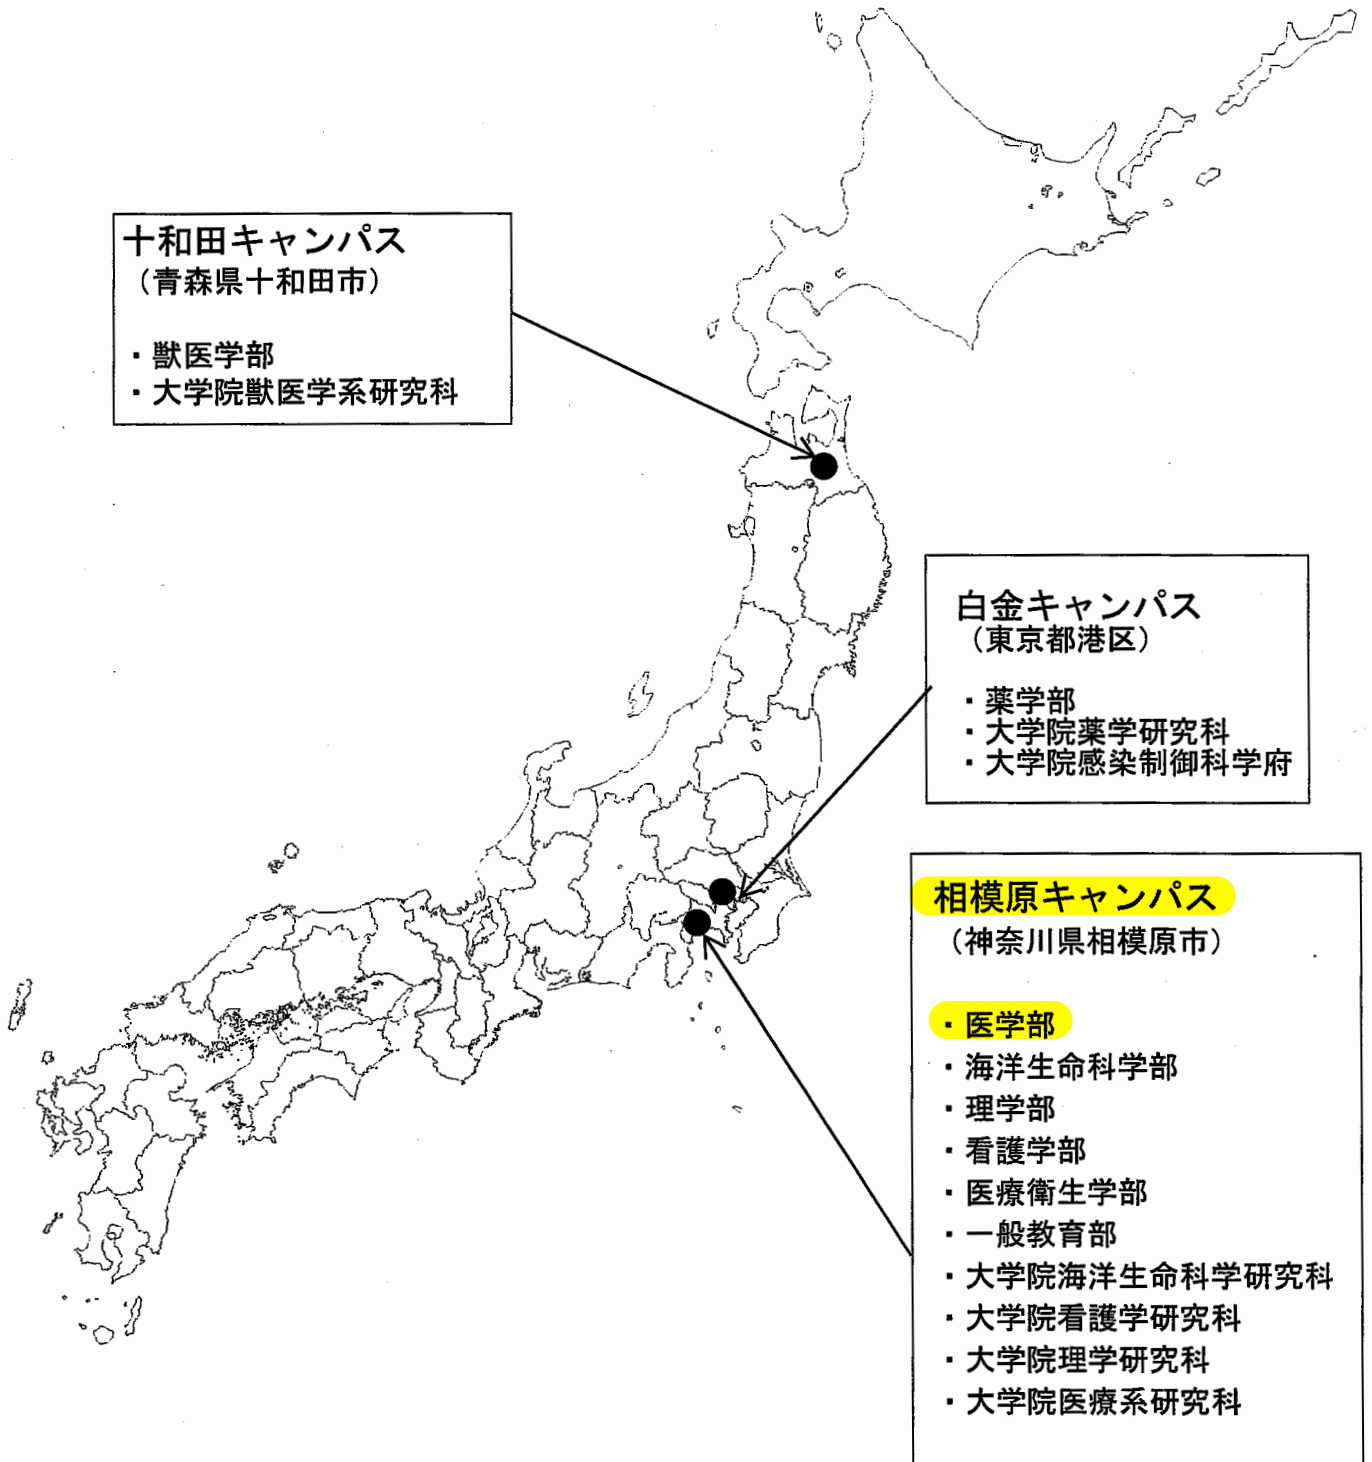 十和田キャンパス
（青森県十和田市）
・獣医学部
・大学院獣医学系研究科
白金キャンパス
（東京都港区）
・薬学部
・大学院薬学研究科
・大学院感染制御科学府
相模原キャンパス
（神奈川県相模原市）
・医学部
・海洋生命科学部
・理学部
・看護学部
・医療衛生学部
・一般教育部
・大学院海洋生命科学研究科
・大学院看護学研究科
・大学院理学研究科
・大学院医療系研究科